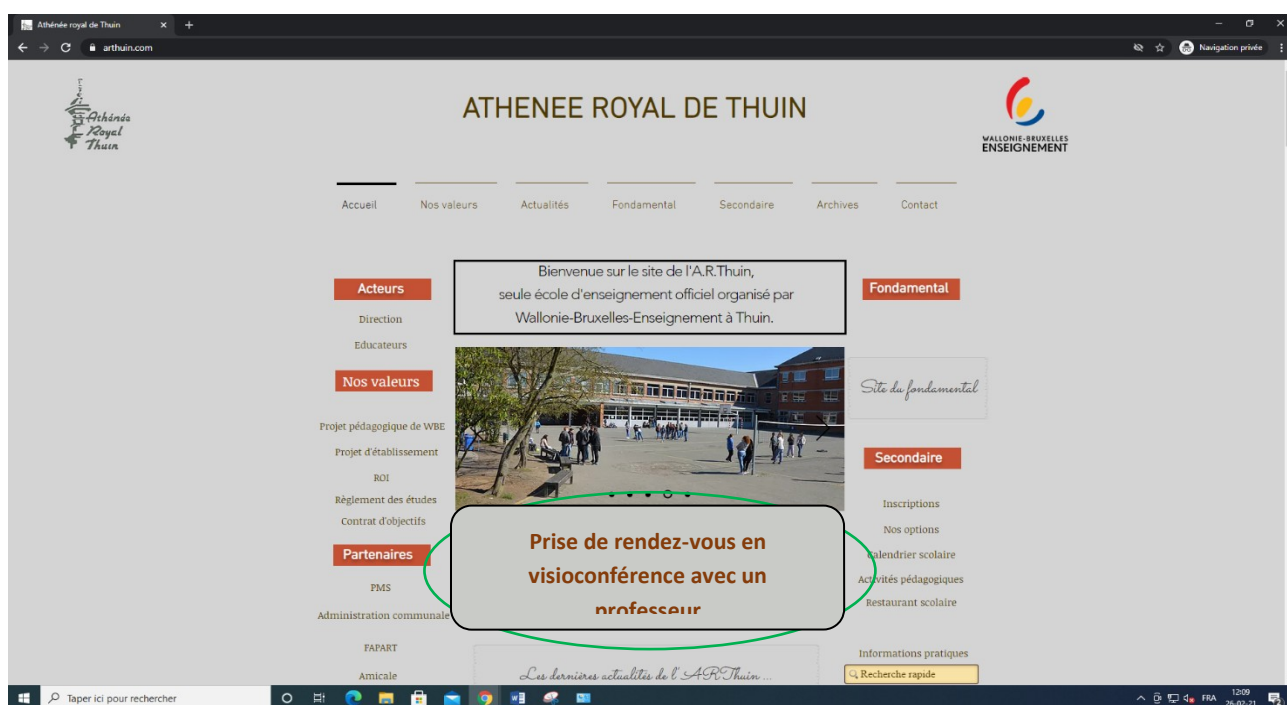 Athénée royal de Thuin
arthuin.com
Navigation privée
Athénée
Royal
Thuin
ATHENEE ROYAL DE THUIN
WALLONIE-BRUXELLES
ENSEIGNEMENT
Accueil
Nos valeurs
Actualités
Fondamental
Secondaire
Archives
Contact
Acteurs
Direction
Educateurs
Nos valeurs
Projet pédagogique de WBE
Projet d'établissement
ROI
Règlement des études
Contrat d'objectifs
Partenaires
PMS
Administration communale
FAPART
Amicale
Bienvenue sur le site de l'A.R.Thuin,
seule école d'enseignement officiel organisé par
Wallonie-Bruxelles-Enseignement à Thuin.
Prise de rendez-vous en
visioconférence avec un
professeur
Les dernières actualités de l'A.R.Thuin ...
Fondamental
Site du fondamental
Secondaire
Inscriptions
Nos options
Calendrier scolaire
Activités pédagogiques
Restaurant scolaire
Informations pratiques
Recherche rapide
Taper ici pour rechercher
FRA
12:09
26-02-21